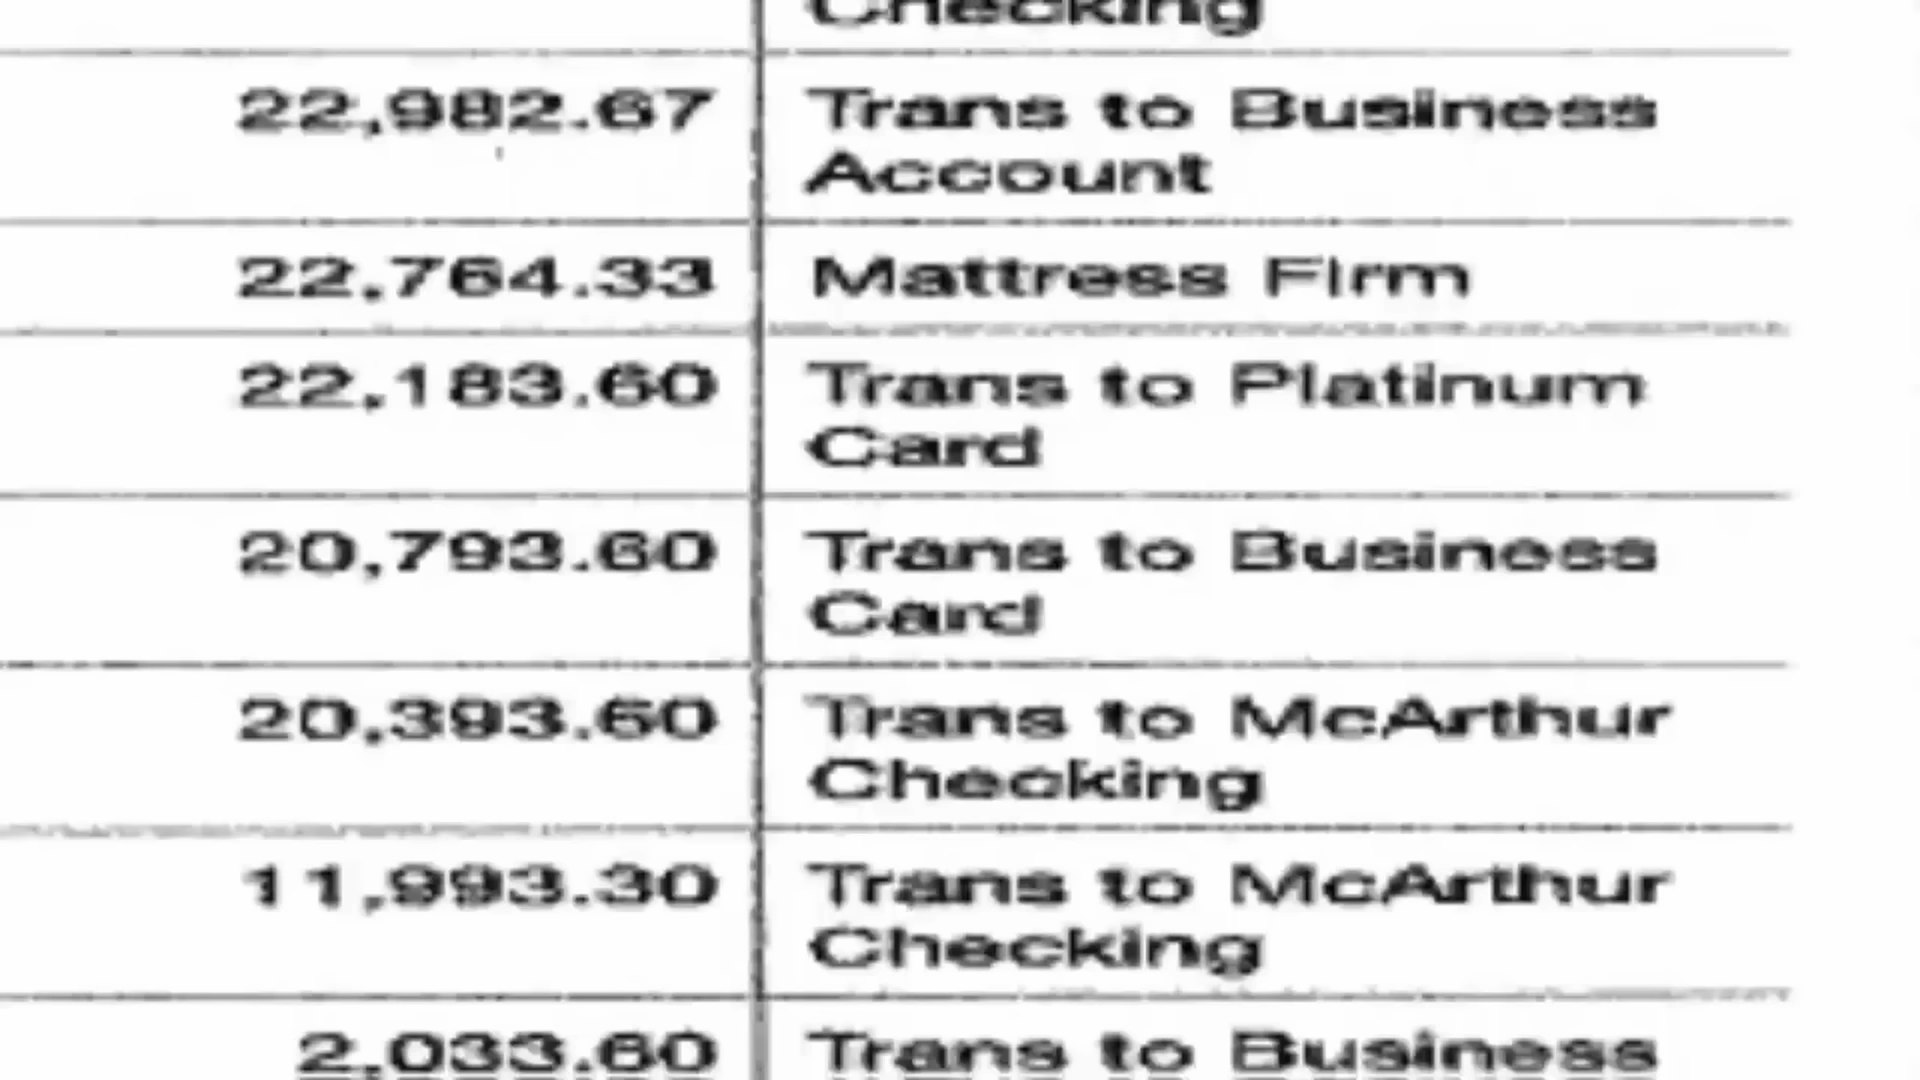 Checking
22,982.67 Trans to Business
Account
22,764.33 Mattress Firm
22,183.60 Trans to Platinum
Card
20,793.60 Trans to Business
Card
20,393.60 Trans to McArthur
Checking
11,993.30 Trans to McArthur
Checking
2,033.60 Trans to Business